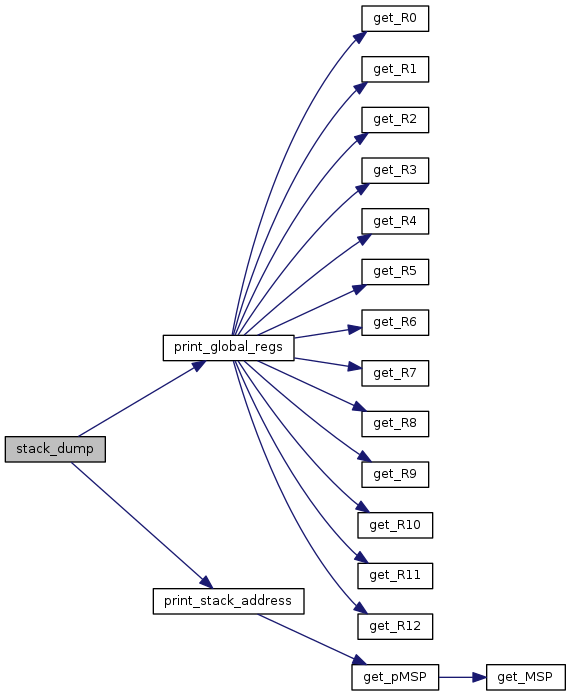 get_R0
get_R1
get_R2
get_R3
get_R4
get_R5
get_R6
print_global_regs
get_R7
get_R8
stack_dump
get_R9
get_R10
get_R11
print_stack_address
get_R12
get_pMSP
get_MSP